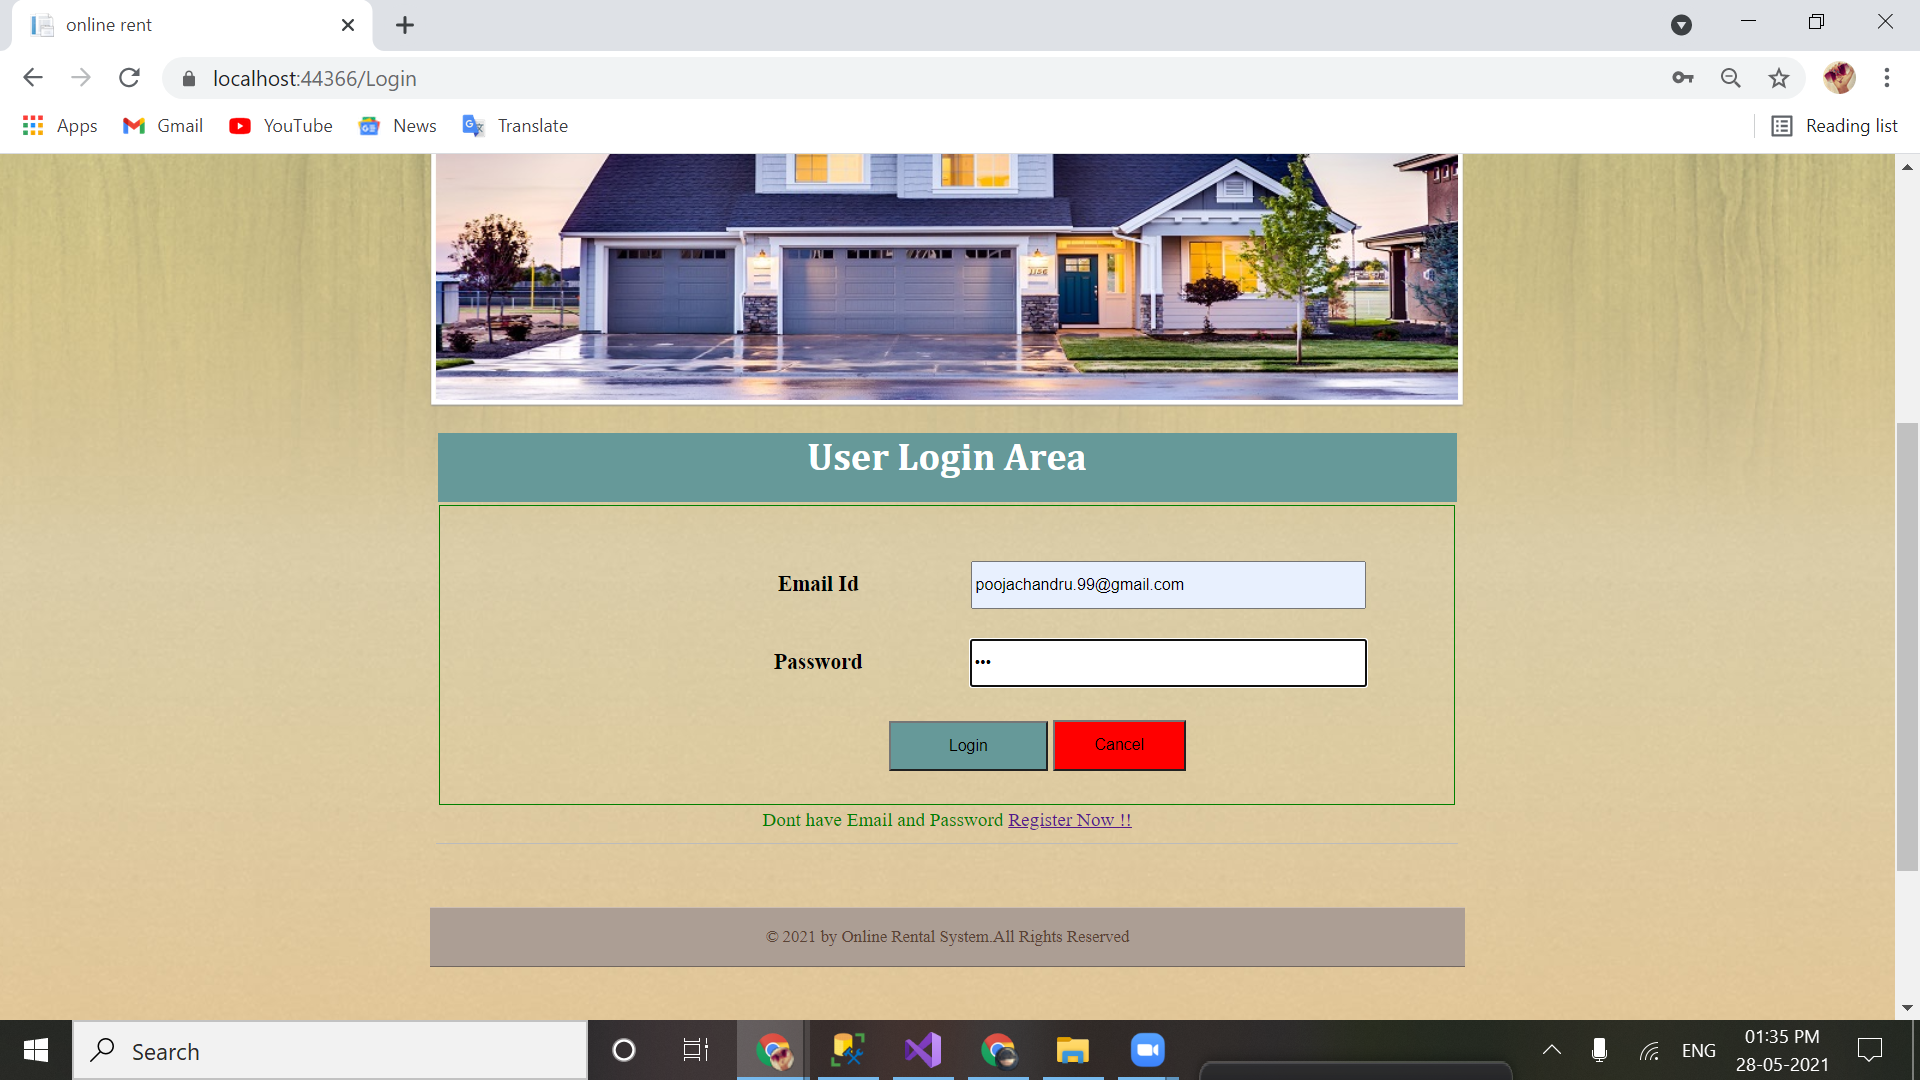 online rent
localhost:44366/Login
Apps Gmail YouTube News Translate Reading list
1186
User Login Area
Email Id poojachandru.99@gmail.com
Password •••
Login Cancel
Dont have Email and Password Register Now !!
© 2021 by Online Rental System.All Rights Reserved
Search ENG 01:35 PM
28-05-2021